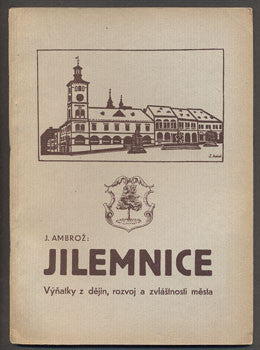 J. AMBROŽ:
JILEMNICE
Výňatky z dějin, rozvoj a zvláštnosti města